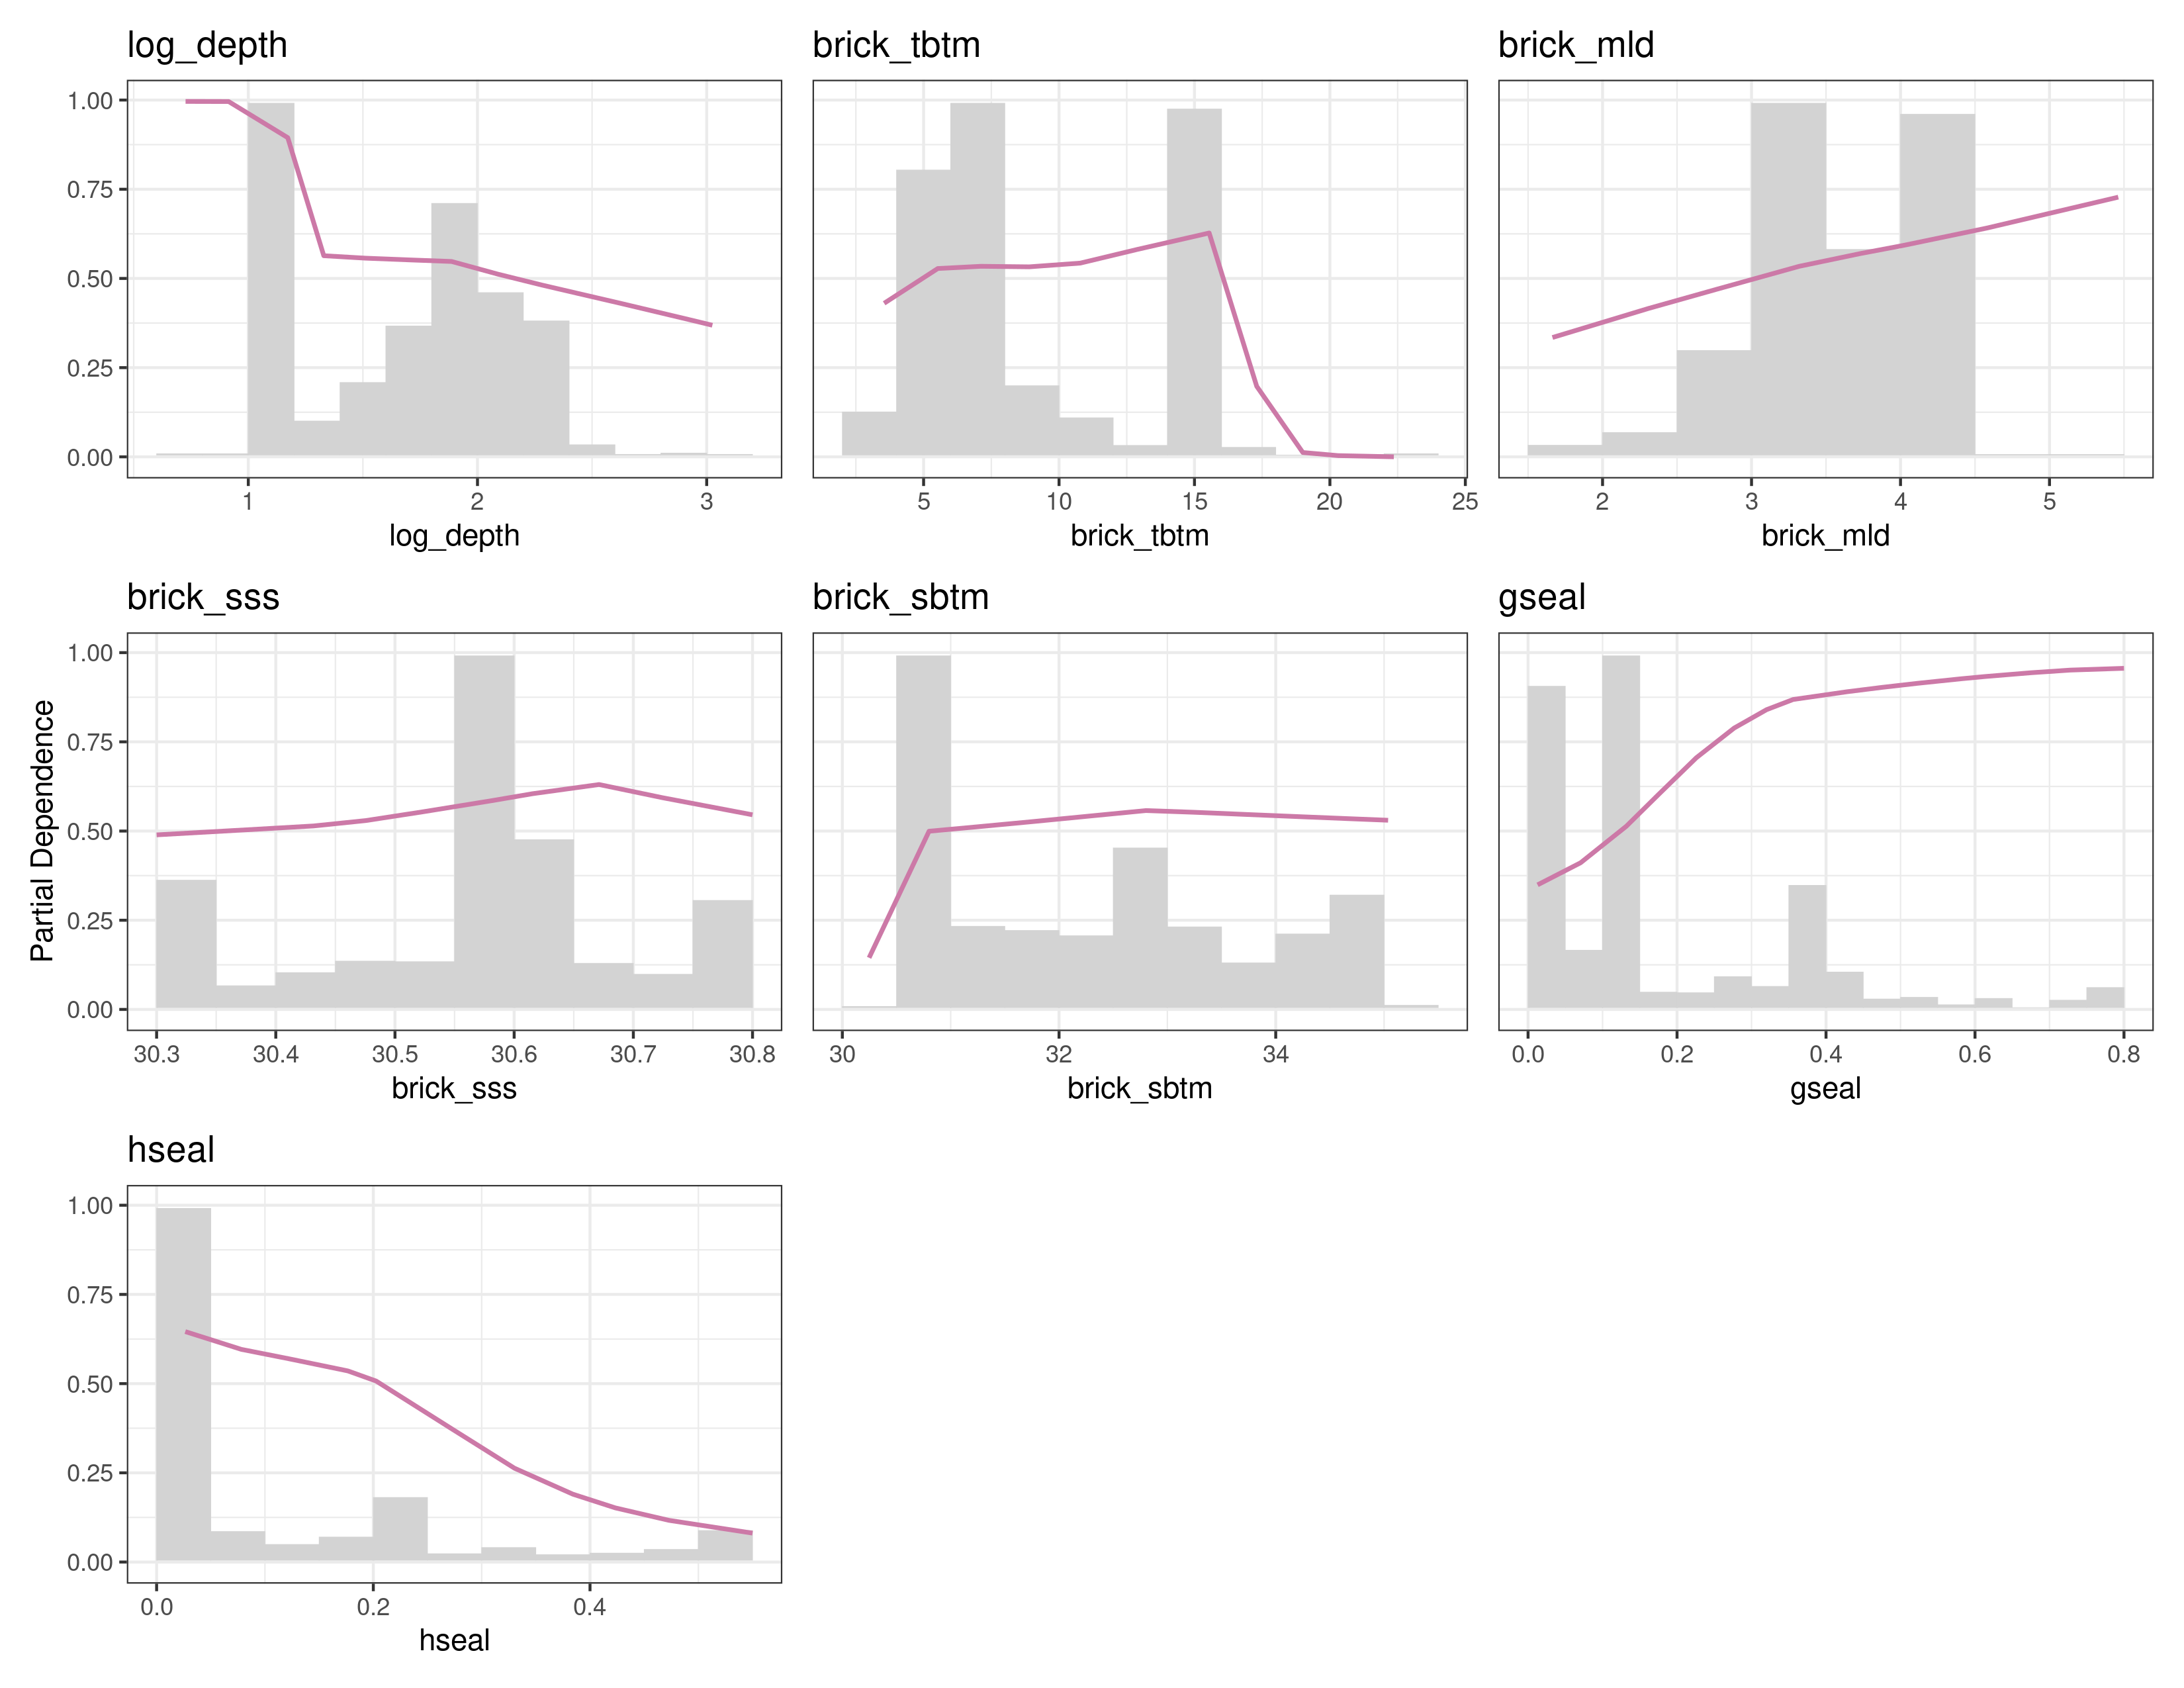 log_depth
brick_tbtm
brick_mld
1.00
0.75
0.50
0.25
0.00
1 2 3
5 10 15 20 25
2 3 4 5
log_depth
brick_tbtm
brick_mld
brick_sss
brick_sbtm
gseal
Partial Dependence
1.00
0.75
0.50
0.25
0.00
30.3 30.4 30.5 30.6 30.7 30.8
30 32 34
0.0 0.2 0.4 0.6 0.8
brick_sss
brick_sbtm
gseal
hseal
1.00
0.75
0.50
0.25
0.00
0.0 0.2 0.4
hseal